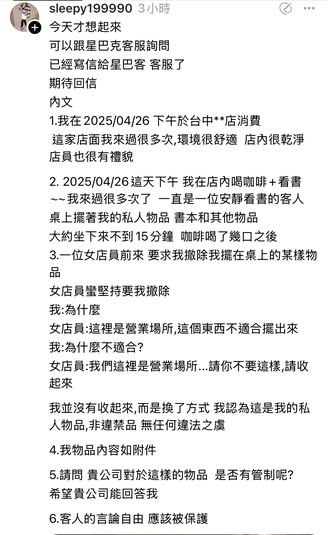 sleepy199990 3小時
今天才想起來
可以跟星巴克客服詢問
已經寫信給星巴客 客服了
期待回信
內文
1.我在2025/04/26 下午於台中**店消費
這家店面我來過很多次,環境很舒適 店內很乾淨
店員也很有禮貌
2. 2025/04/26這天下午 我在店內喝咖啡+看書
~~我來過很多次了 一直是一位安靜看書的客人
桌上擺著我的私人物品 書本和其他物品
大約坐下來不到15分鐘 咖啡喝了幾口之後
3.一位女店員前來 要求我撤除我擺在桌上的某樣物
品
女店員蠻堅持要我撤除
我:為什麼
女店員:這裡是營業場所,這個東西不適合擺出來
我:為什麼不適合?
女店員:我們這裡是營業場所...請你不要這樣,請收
起來
我並沒有收起來,而是換了方式 我認為這是我的私
人物品,非違禁品 無任何違法之虞
4.我物品內容如附件
5.請問 貴公司對於這樣的物品 是否有管制呢?
希望貴公司能回答我
6.客人的言論自由 應該被保護